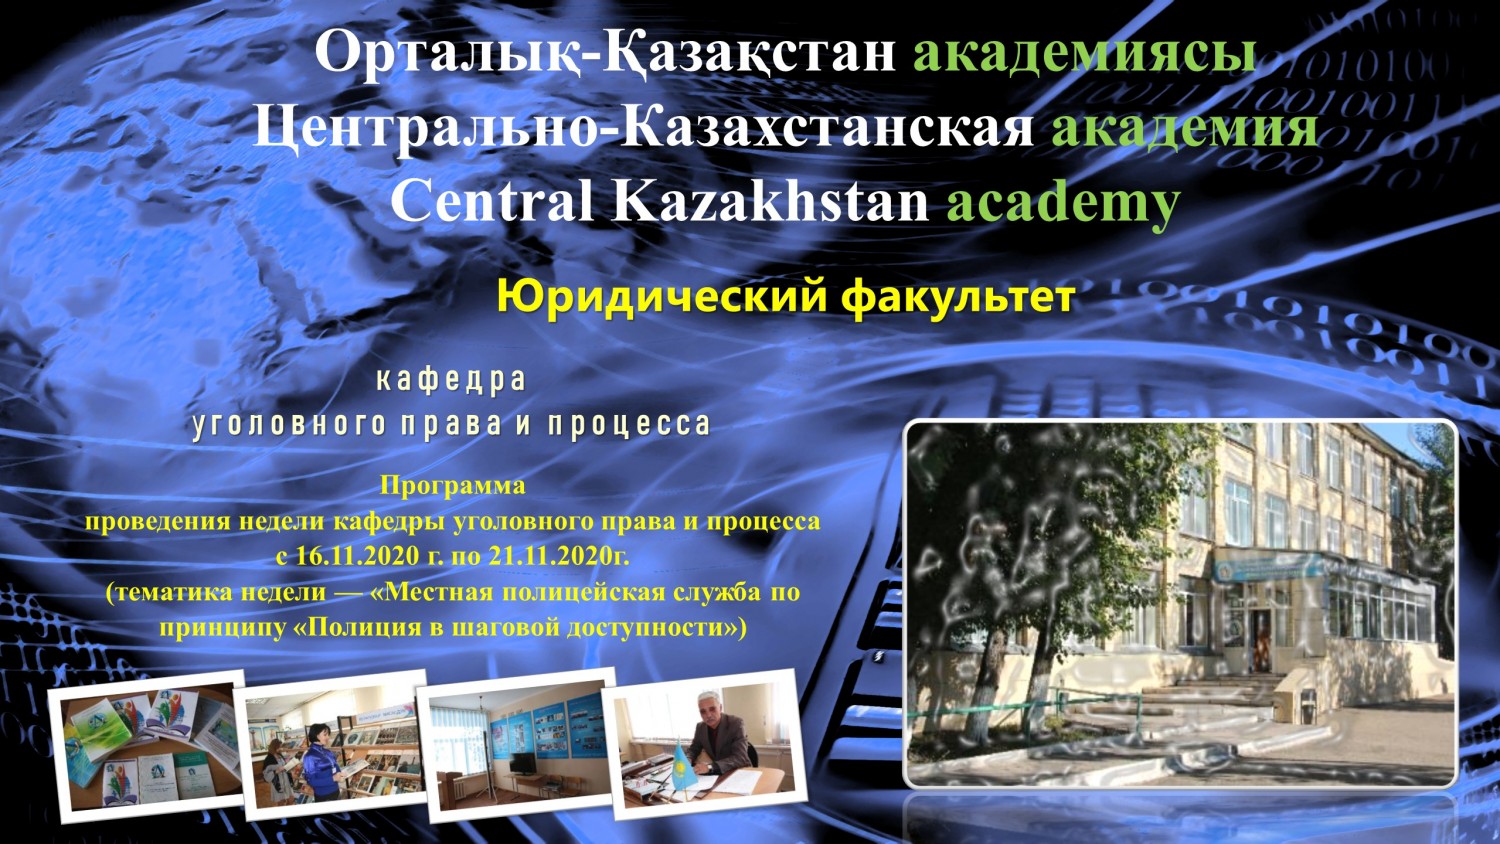 Орталық-Қазақстан академиясы
Центрально-Казахстанская академия
Central Kazakhstan academy
Юридический факультет
кафедра
уголовного права и процесса
Программа
проведения недели кафедры уголовного права и процесса
с 16.11.2020 г. по 21.11.2020г.
(тематика недели — «Местная полицейская служба по
принципу «Полиция в шаговой доступности»)